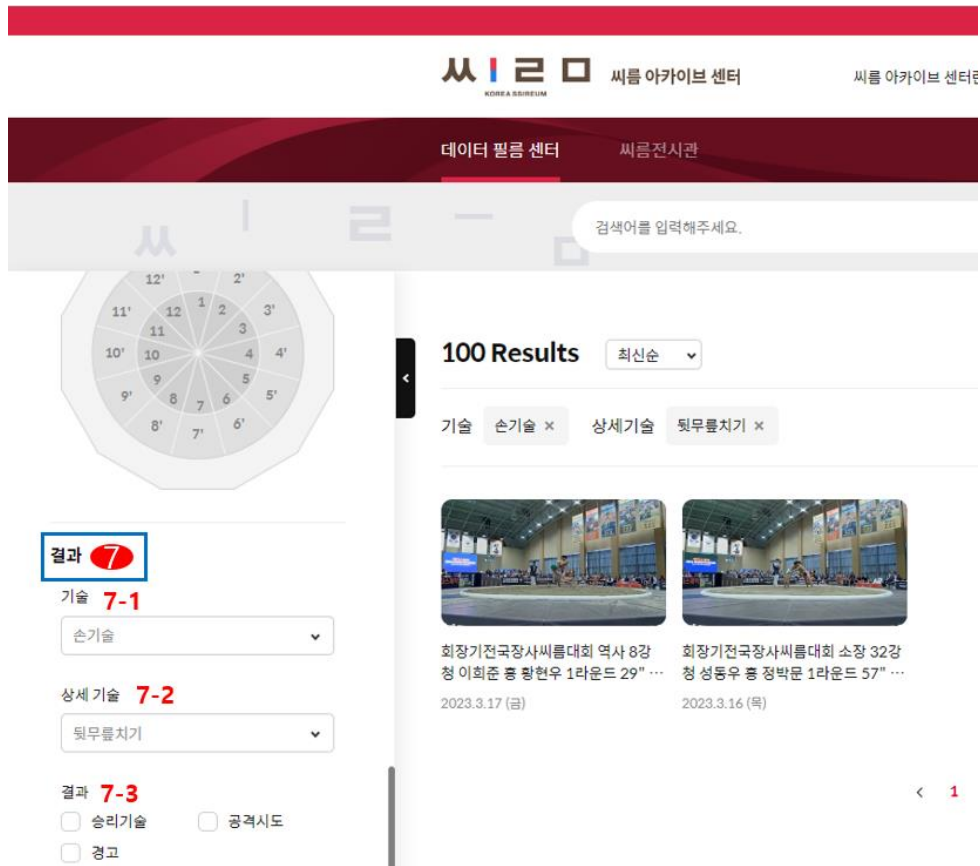 씨름
KOREA SSIREUM
씨름 아카이브 센터
씨름 아카이브 센터란
데이터 필름 센터
씨름전시관
씨 름
검색어를 입력해주세요.
12' 2'
11' 12 1 2 3'
11 3
10' 10 4 4'
9 5
9' 8 7 6 5'
8' 7' 6'
100 Results 최신순
기술 손기술 × 상세기술 뒷무릎치기 ×
결과 7
기술 7-1
손기술
상세 기술 7-2
뒷무릎치기
결과 7-3
승리기술 공격시도
경고
회장기전국장사씨름대회 역사 8강
청 이희준 홍 황현우 1라운드 29" ···
2023.3.17 (금)
회장기전국장사씨름대회 소장 32강
청 성동우 홍 정박문 1라운드 57" ···
2023.3.16 (목)
< 1